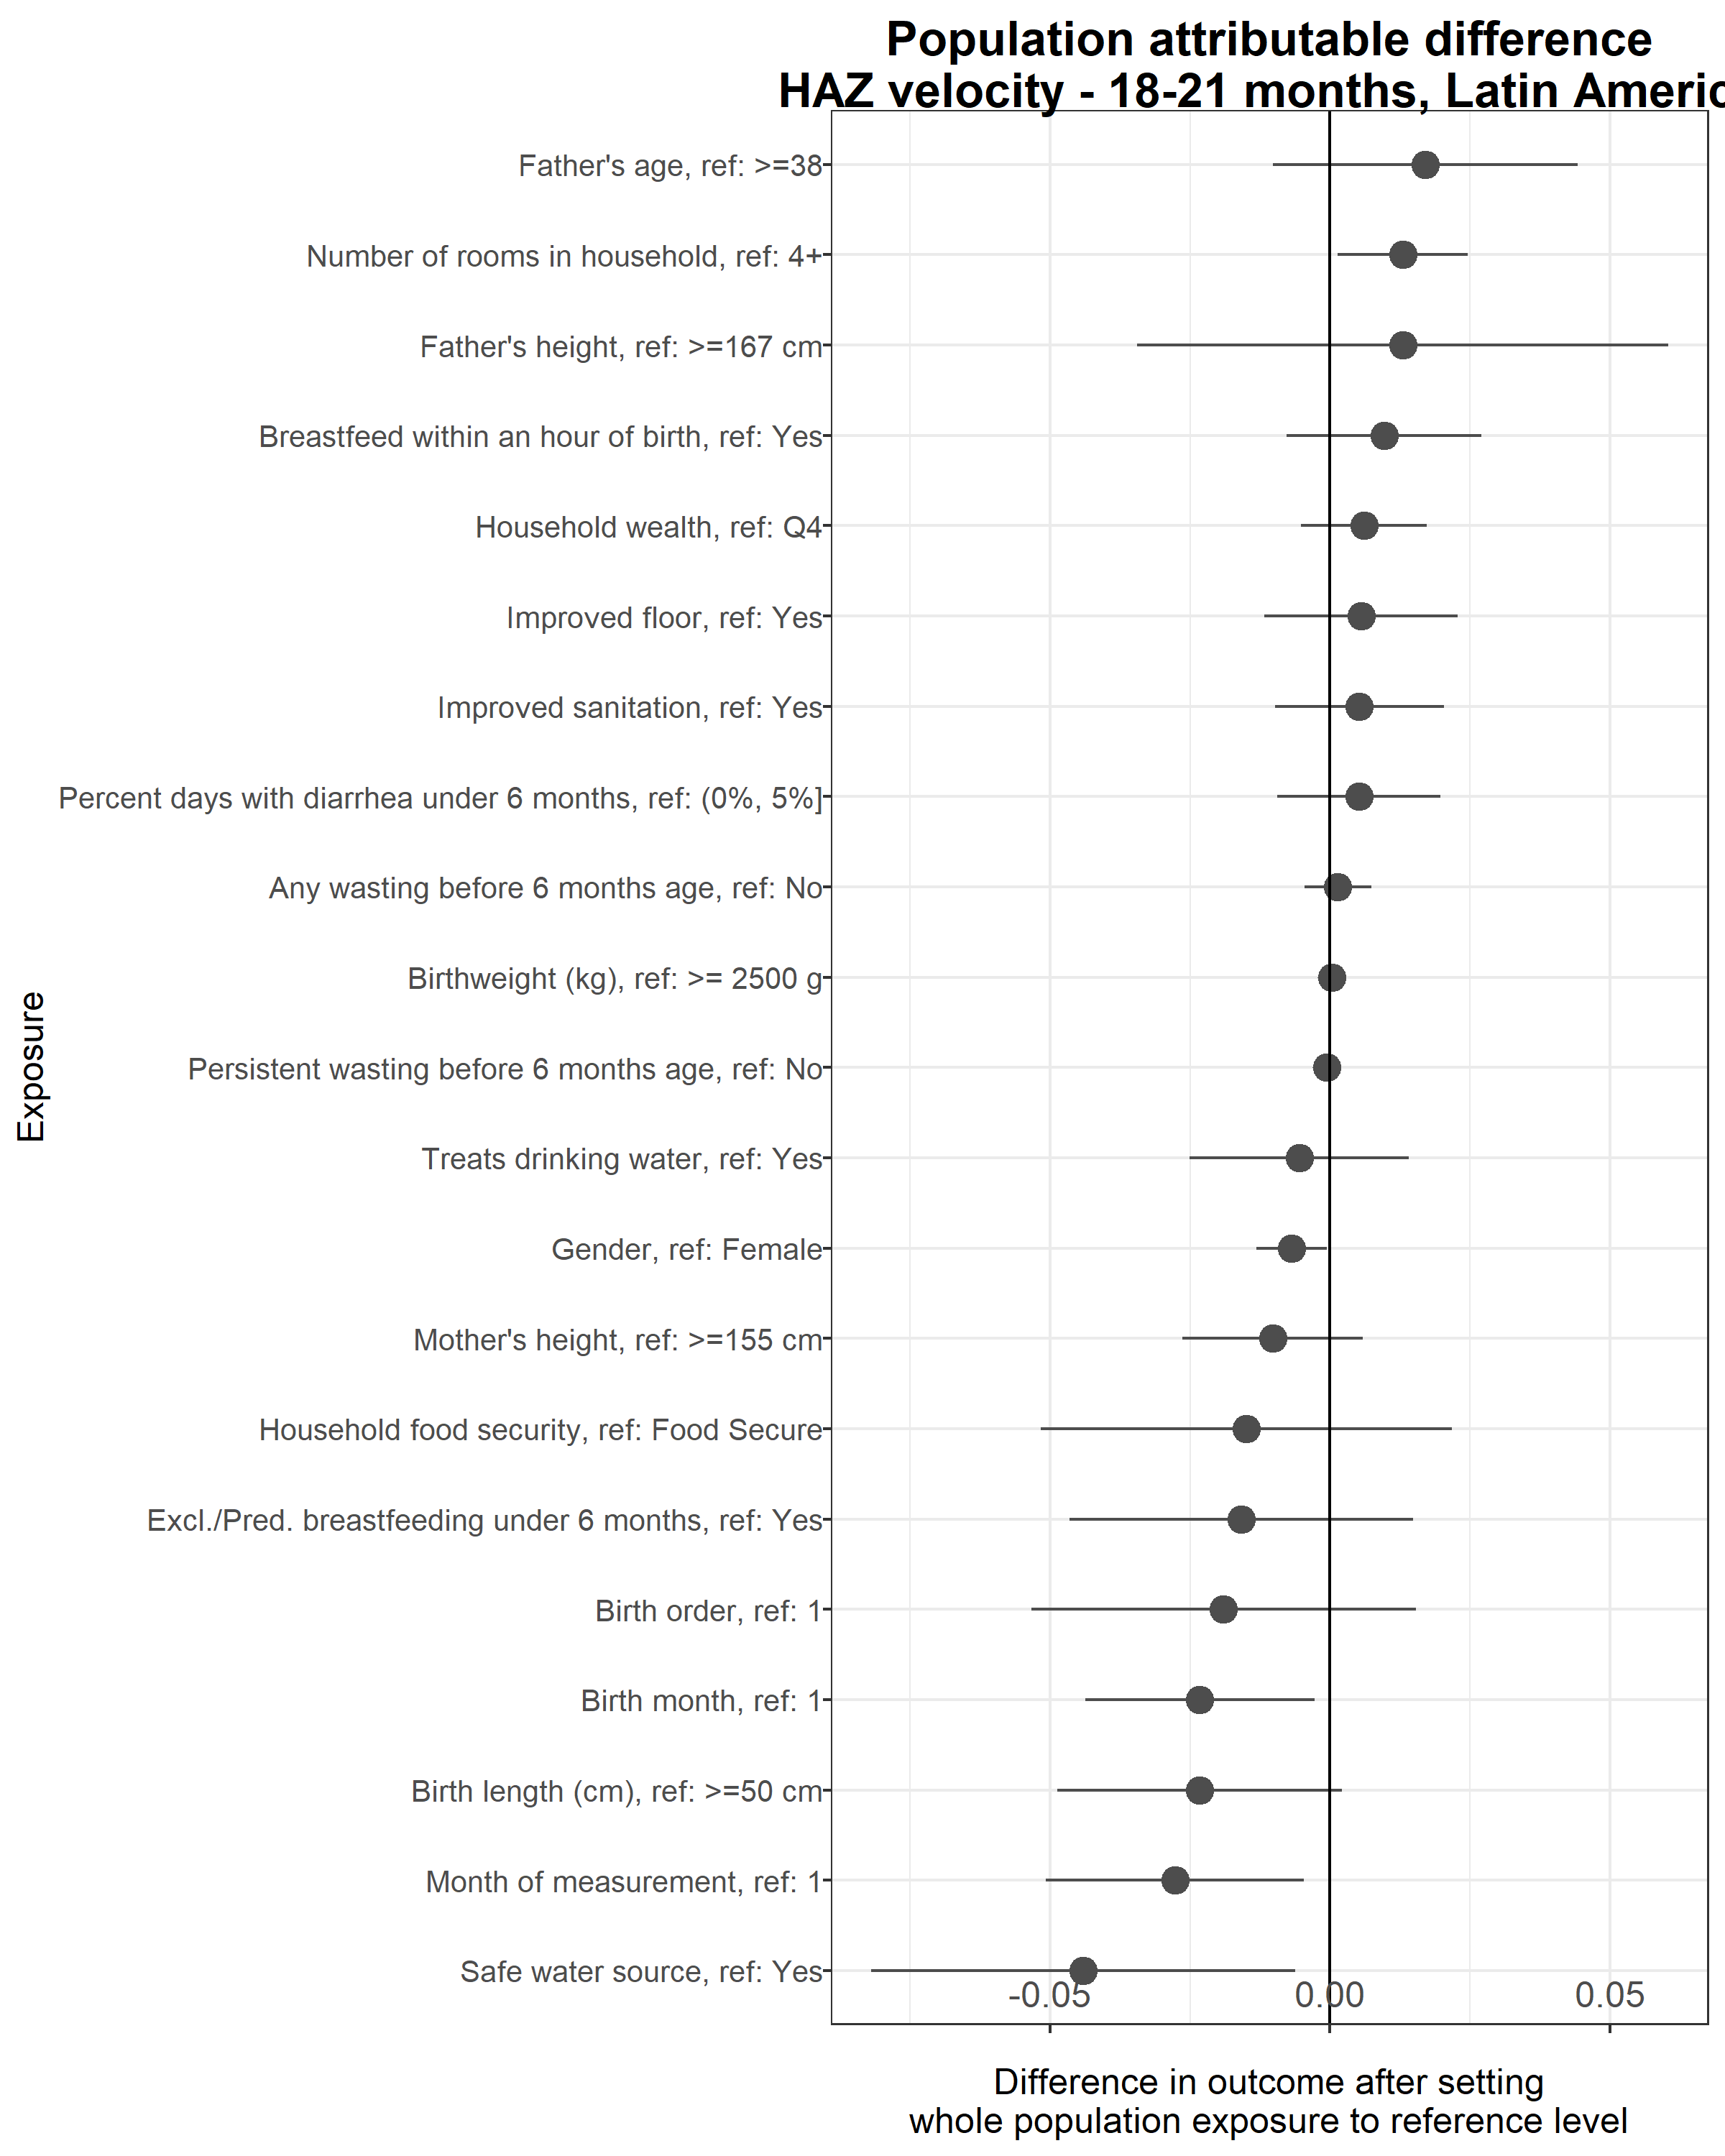 Population attributable difference
HAZ velocity - 18-21 months, Latin Americ
Father's age, ref: >=38
Number of rooms in household, ref: 4+
Father's height, ref: >=167 cm
Breastfeed within an hour of birth, ref: Yes
Household wealth, ref: Q4
Improved floor, ref: Yes
Improved sanitation, ref: Yes
Percent days with diarrhea under 6 months, ref: (0%, 5%]
Any wasting before 6 months age, ref: No
Birthweight (kg), ref: >= 2500 g
Persistent wasting before 6 months age, ref: No
Treats drinking water, ref: Yes
Gender, ref: Female
Mother's height, ref: >=155 cm
Household food security, ref: Food Secure
Excl./Pred. breastfeeding under 6 months, ref: Yes
Birth order, ref: 1
Birth month, ref: 1
Birth length (cm), ref: >=50 cm
Month of measurement, ref: 1
Safe water source, ref: Yes
Exposure
-0.05 0.00 0.05
Difference in outcome after setting
whole population exposure to reference level